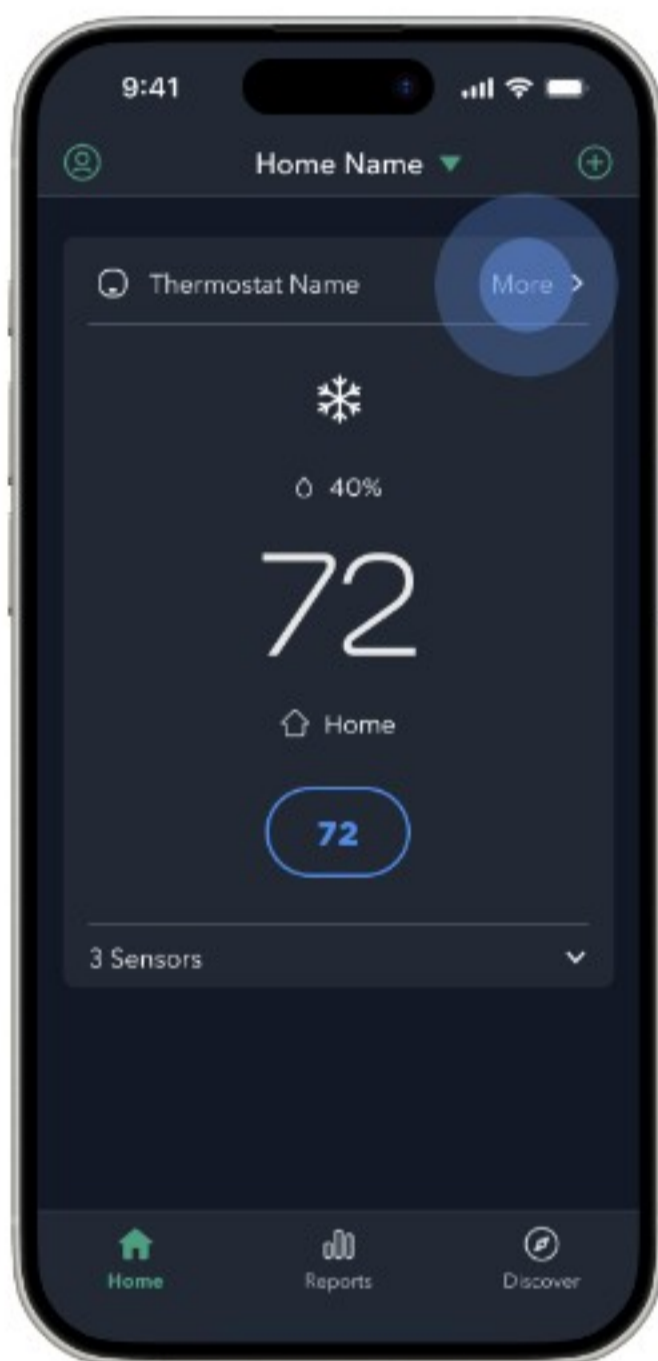 9:41
Home Name
Thermostat Name More
40%
72
Home
72
3 Sensors
Home Reports Discover